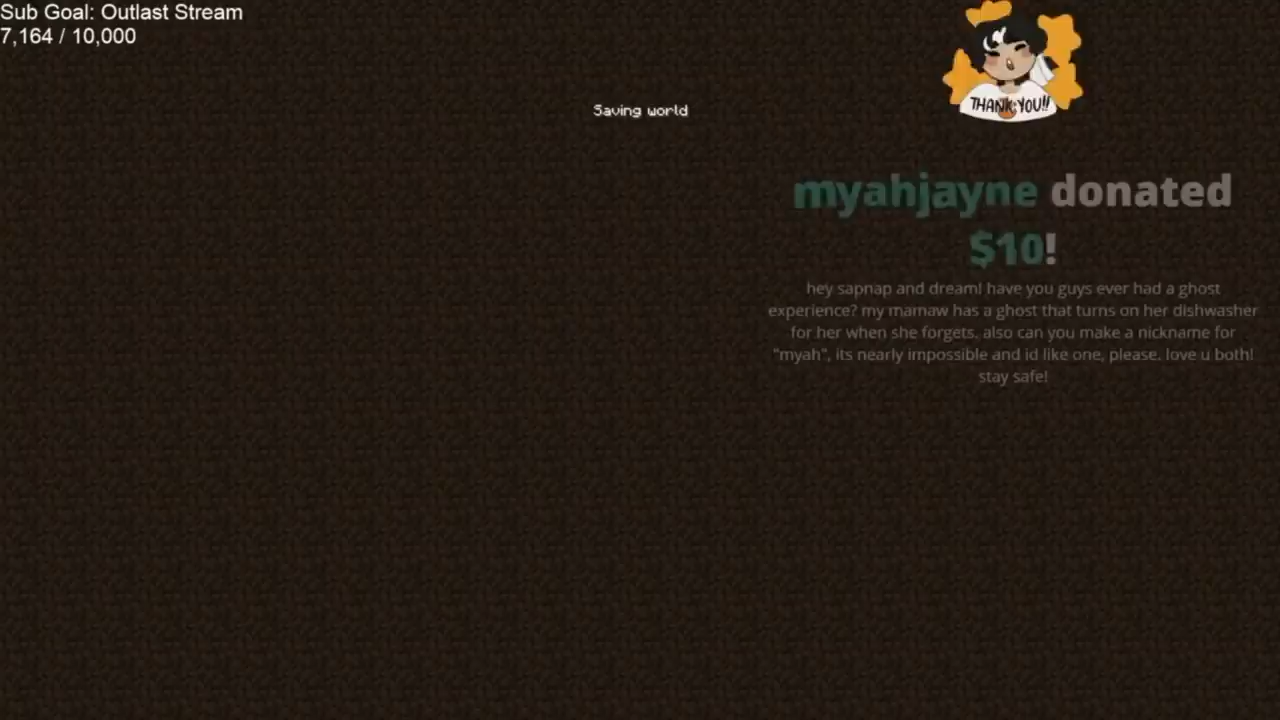 Sub Goal: Outlast Stream
7,164 / 10,000
Saving world
THANK YOU!!
myahjayne donated
$10!
hey sapnap and dream! have you guys ever had a ghost
experience? my mamaw has a ghost that turns on her dishwasher
for her when she forgets. also can you make a nickname for
"myah", its nearly impossible and id like one, please. love u both!
stay safe!